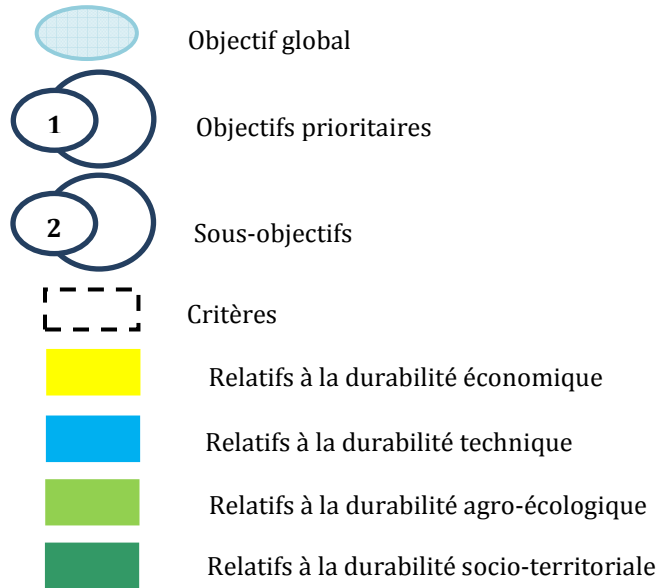 Objectif global
1 Objectifs prioritaires
2 Sous-objectifs
Critères
Relatifs à la durabilité économique
Relatifs à la durabilité technique
Relatifs à la durabilité agro-écologique
Relatifs à la durabilité socio-territoriale